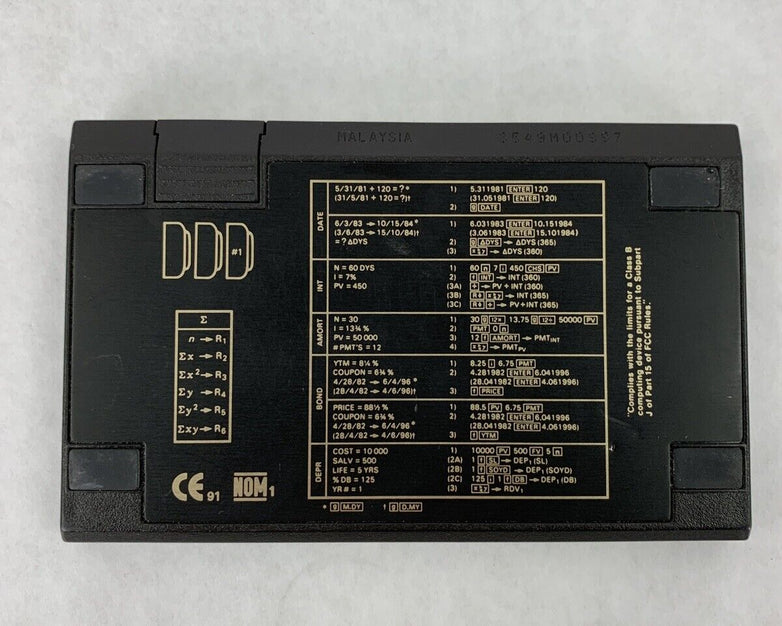 MALAYSIA
#1
Σ
n → R1
Σx → R2
Σx² → R3
Σy → R4
Σy² → R5
Σxy → R6
CE 91
NOM 1
DATE
5/31/81 + 120 = ?* 1) 5.311981 ENTER 120
(31/5/81 + 120 = ?)† (31.051981 ENTER 120)
2) g DATE
6/3/83 → 10/15/84* 1) 6.031983 ENTER 10.151984
(3/6/83 → 15/10/84)† (3.061983 ENTER 15.101984)
= ? ΔDYS 2) g ΔDYS → ΔDYS (365)
(3) x≷y → ΔDYS (360)
INT
N = 60 DYS 1) 60 n 7 i 450 CHS PV
I = 7% 2) f INT → INT (360)
PV = 450 (3A) + → PV + INT (360)
(3B) R↓ x≷y → INT (365)
(3C) R↓ + → PV+INT (365)
AMORT
N = 30 1) 30 g 12× 13.75 g 12÷ 50000 PV
I = 13¾ % 2) PMT 0 n
PV = 50 000 3) 12 f AMORT → PMT INT
# PMT'S = 12 4) x≷y → PMT PV
BOND
YTM = 8¼ % 1) 8.25 i 6.75 PMT
COUPON = 6¾ % 2) 4.281982 ENTER 6.041996
4/28/82 → 6/4/96 * (28.041982 ENTER 4.061996)
(28/4/82 → 4/6/96)† 3) f PRICE
PRICE = 88½ % 1) 88.5 PV 6.75 PMT
COUPON = 6¾ % 2) 4.281982 ENTER 6.041996
4/28/82 → 6/4/96* (28.041982 ENTER 4.061996)
(28/4/82 → 4/6/96)† 3) f YTM
DEPR
COST = 10 000 1) 10000 PV 500 FV 5 n
SALV = 500 (2A) 1 f SL → DEP1 (SL)
LIFE = 5 YRS (2B) 1 f SOYD → DEP1 (SOYD)
% DB = 125 (2C) 125 i 1 f DB → DEP1 (DB)
YR # = 1 (3) x≷y → RDV1
* g M.DY † g D.MY
"Complies with the limits for a Class B
computing device pursuant to Subpart
J of Part 15 of FCC Rules."